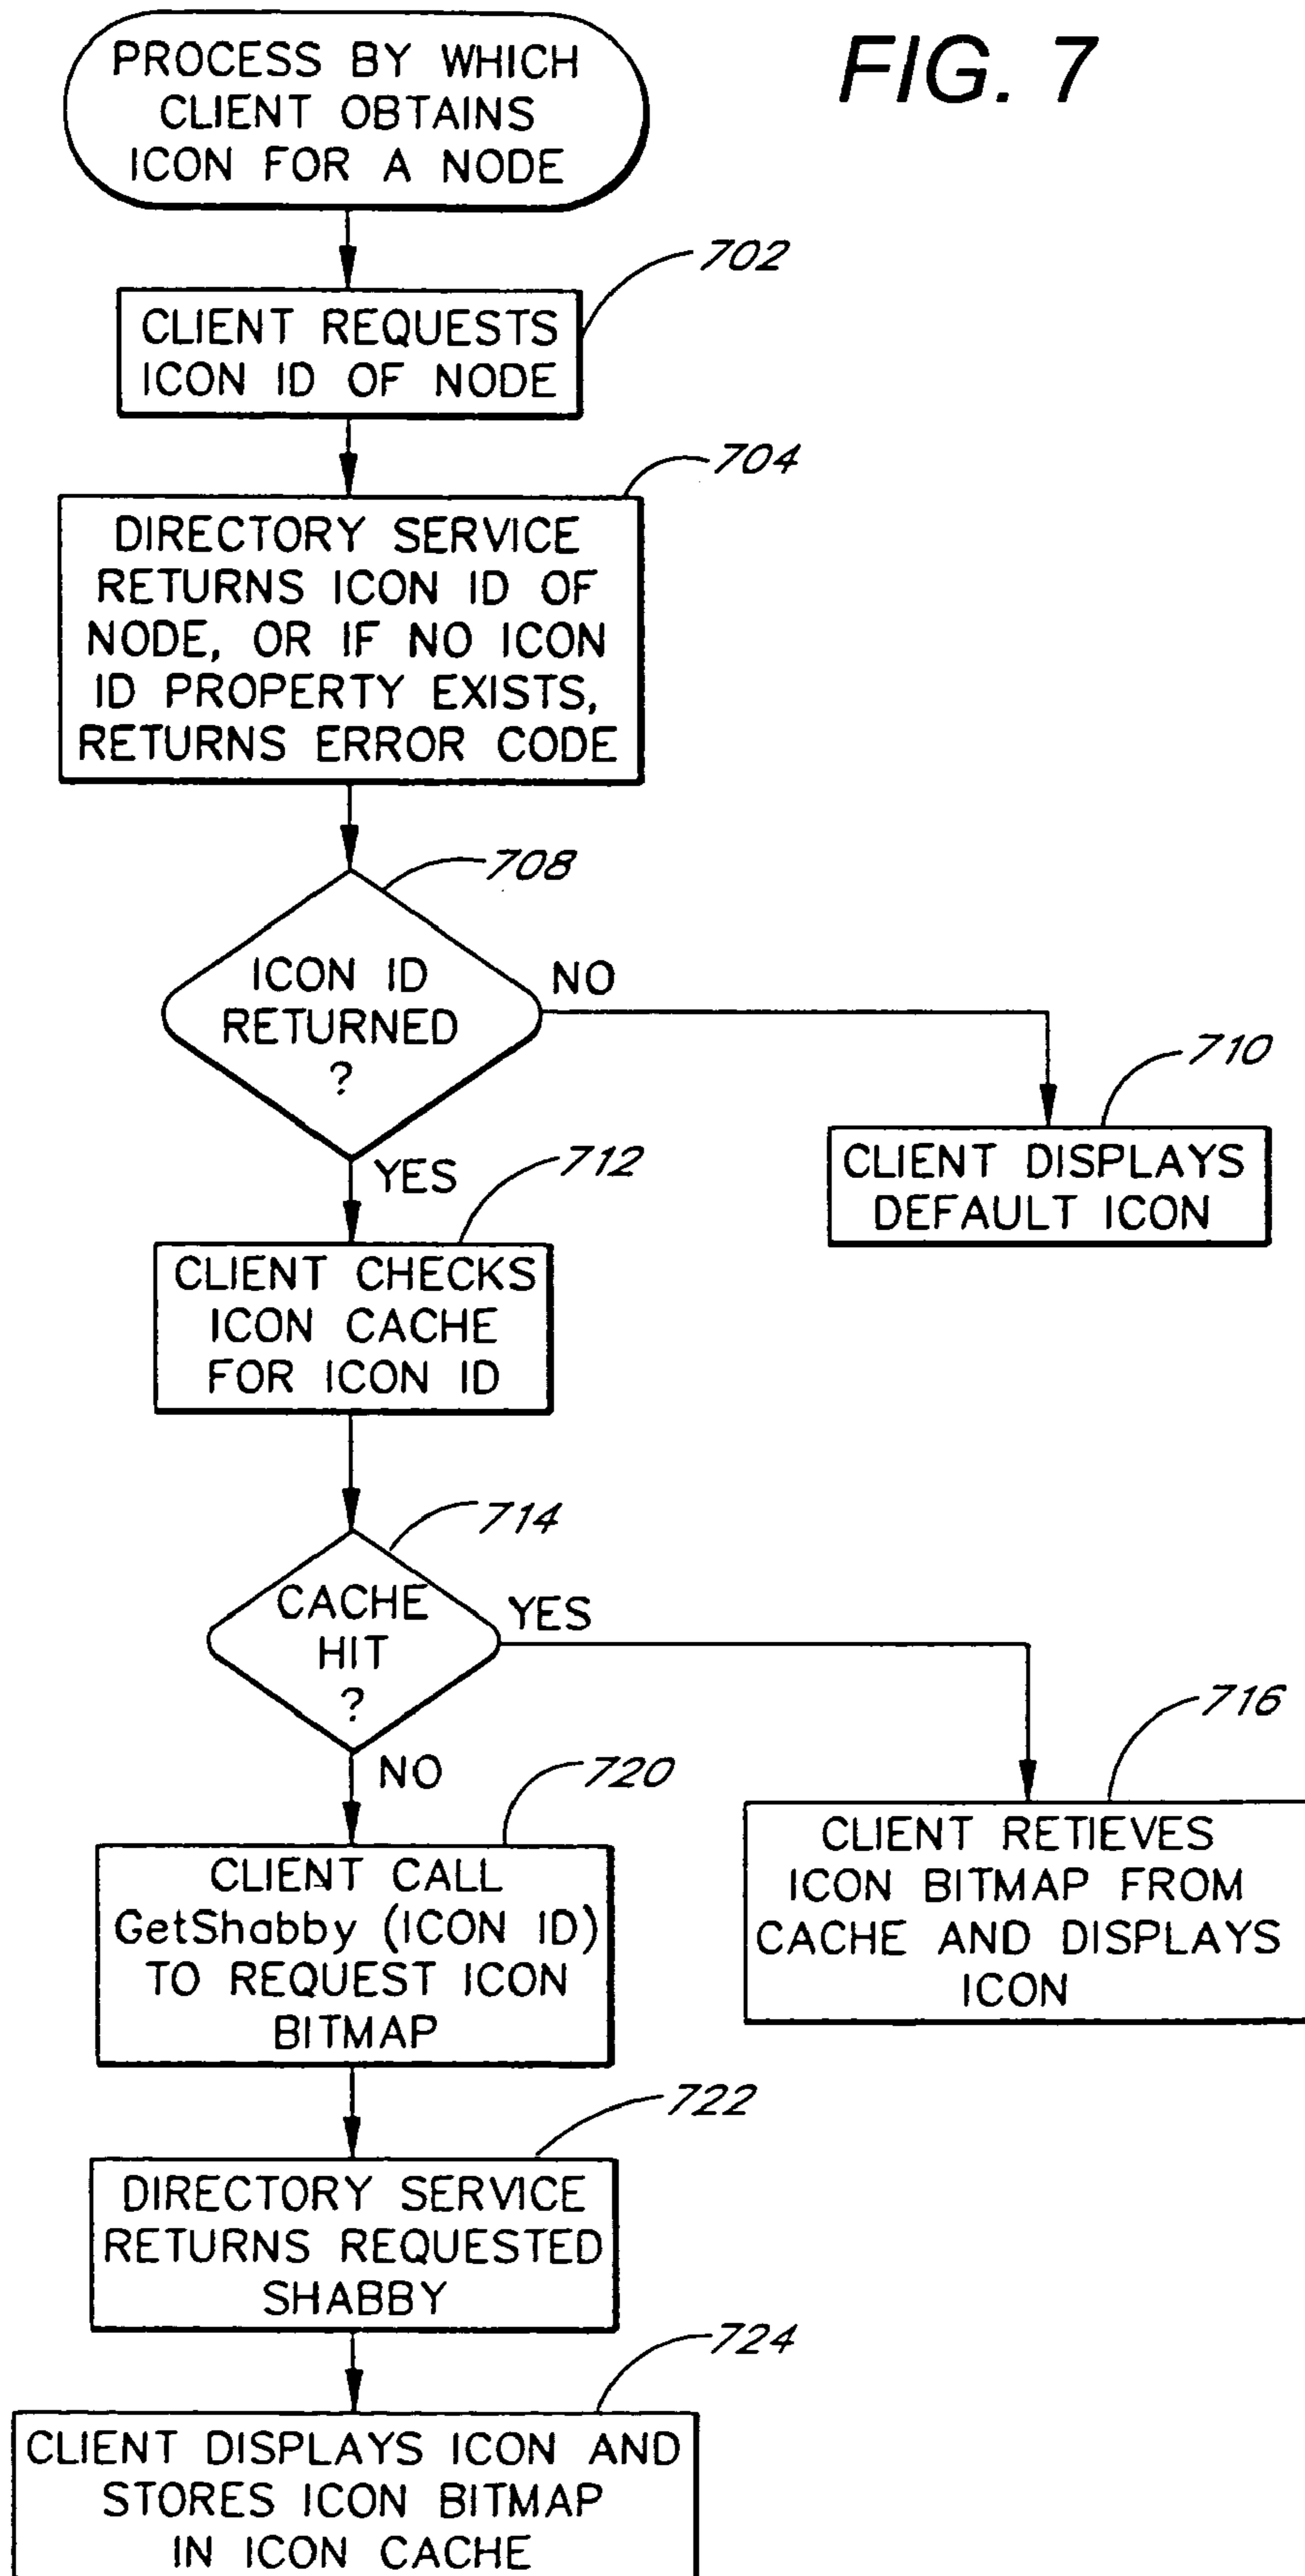 FIG. 7
PROCESS BY WHICH
CLIENT OBTAINS
ICON FOR A NODE
702
CLIENT REQUESTS
ICON ID OF NODE
704
DIRECTORY SERVICE
RETURNS ICON ID OF
NODE, OR IF NO ICON
ID PROPERTY EXISTS,
RETURNS ERROR CODE
708
ICON ID
RETURNED
?
NO
710
CLIENT DISPLAYS
DEFAULT ICON
YES
712
CLIENT CHECKS
ICON CACHE
FOR ICON ID
714
CACHE
HIT
?
YES
716
CLIENT RETIEVES
ICON BITMAP FROM
CACHE AND DISPLAYS
ICON
NO
720
CLIENT CALL
GetShabby (ICON ID)
TO REQUEST ICON
BITMAP
722
DIRECTORY SERVICE
RETURNS REQUESTED
SHABBY
724
CLIENT DISPLAYS ICON AND
STORES ICON BITMAP
IN ICON CACHE